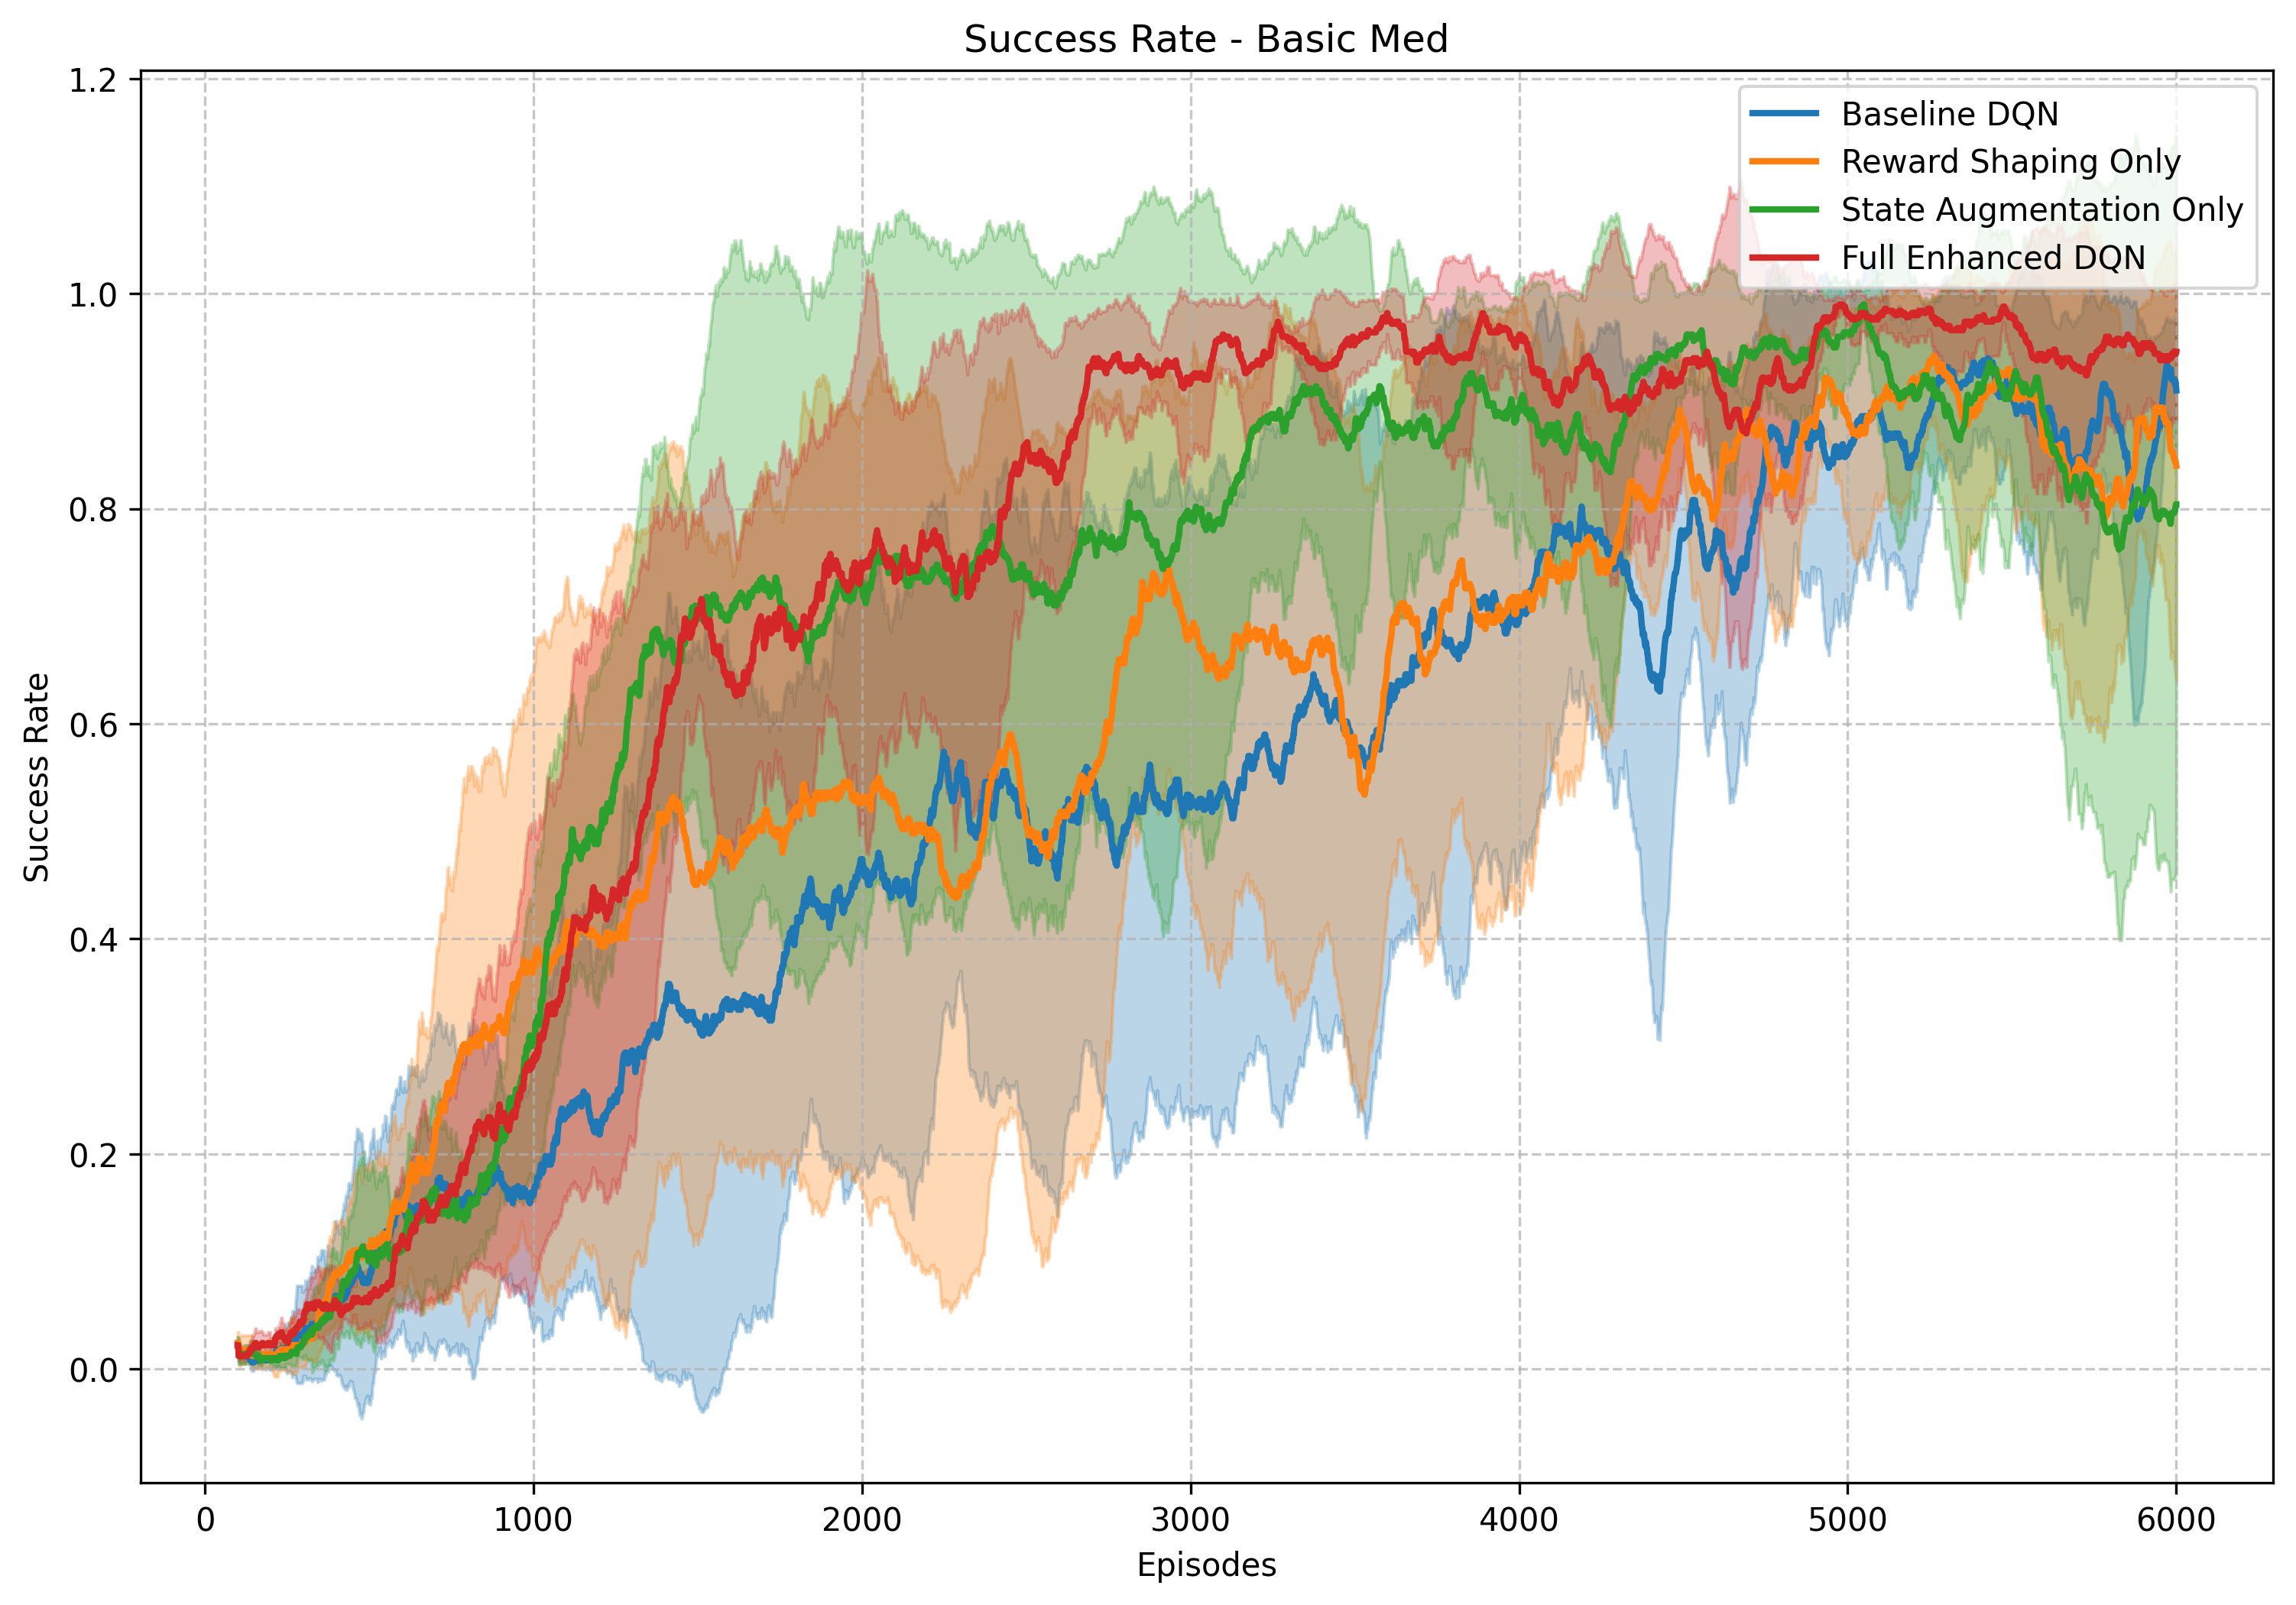 Success Rate - Basic Med
1.2
1.0
0.8
0.6
0.4
0.2
0.0
Success Rate
Baseline DQN
Reward Shaping Only
State Augmentation Only
Full Enhanced DQN
0 1000 2000 3000 4000 5000 6000
Episodes